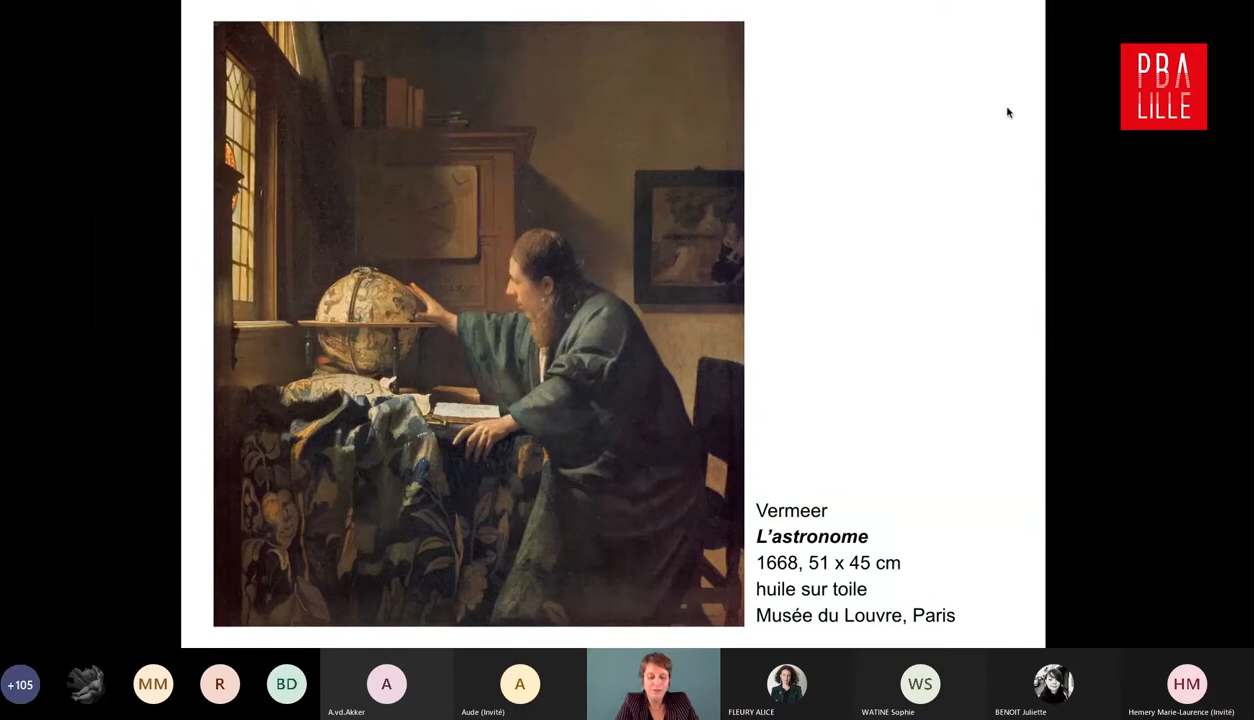 PBA
LILLE
Vermeer
L'astronome
1668, 51 x 45 cm
huile sur toile
Musée du Louvre, Paris
+105
MM
R
BD
A
A.vd.Akker
A
Aude (Invité)
FLEURY ALICE
WS
WATINE Sophie
BENOIT Juliette
HM
Hemery Marie-Laurence (Invité)